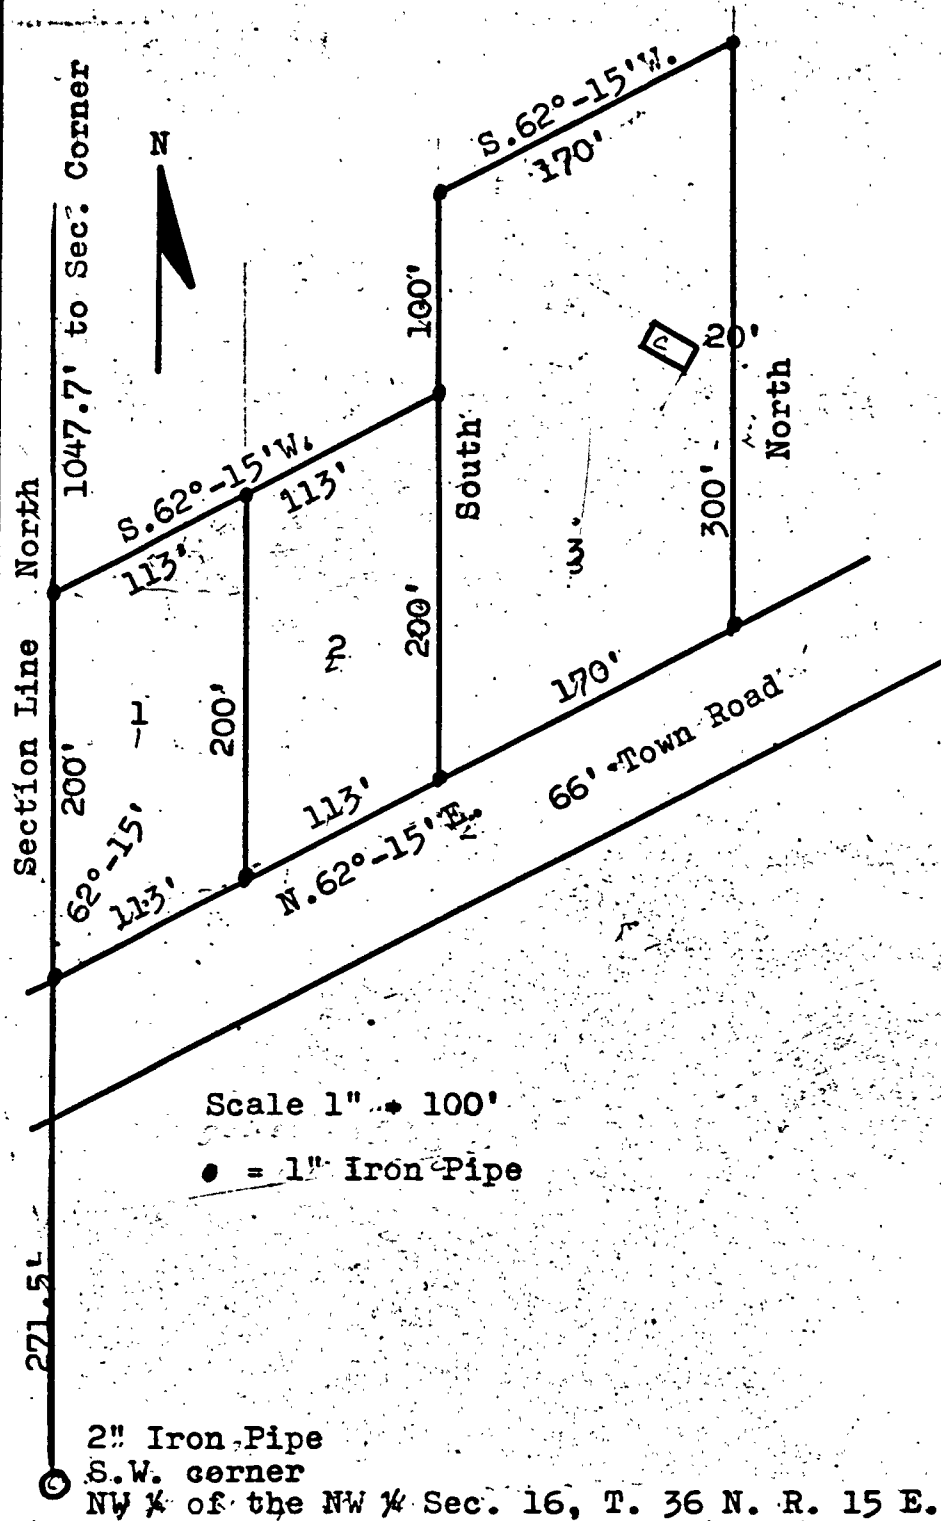 N
1047.7' to Sec. Corner
Section Line North
S.62°-15'W.
170'
100'
20'
North
300'
South
S.62°-15'W.
113'
113'
3
200'
2
1
200'
200'
170'
113'
62°-15'
113'
N.62°-15'E.
66' Town Road
Scale 1" = 100'
● = 1" Iron Pipe
271.5'
2" Iron Pipe
S.W. corner
NW ¼ of the NW ¼ Sec. 16, T. 36 N. R. 15 E.